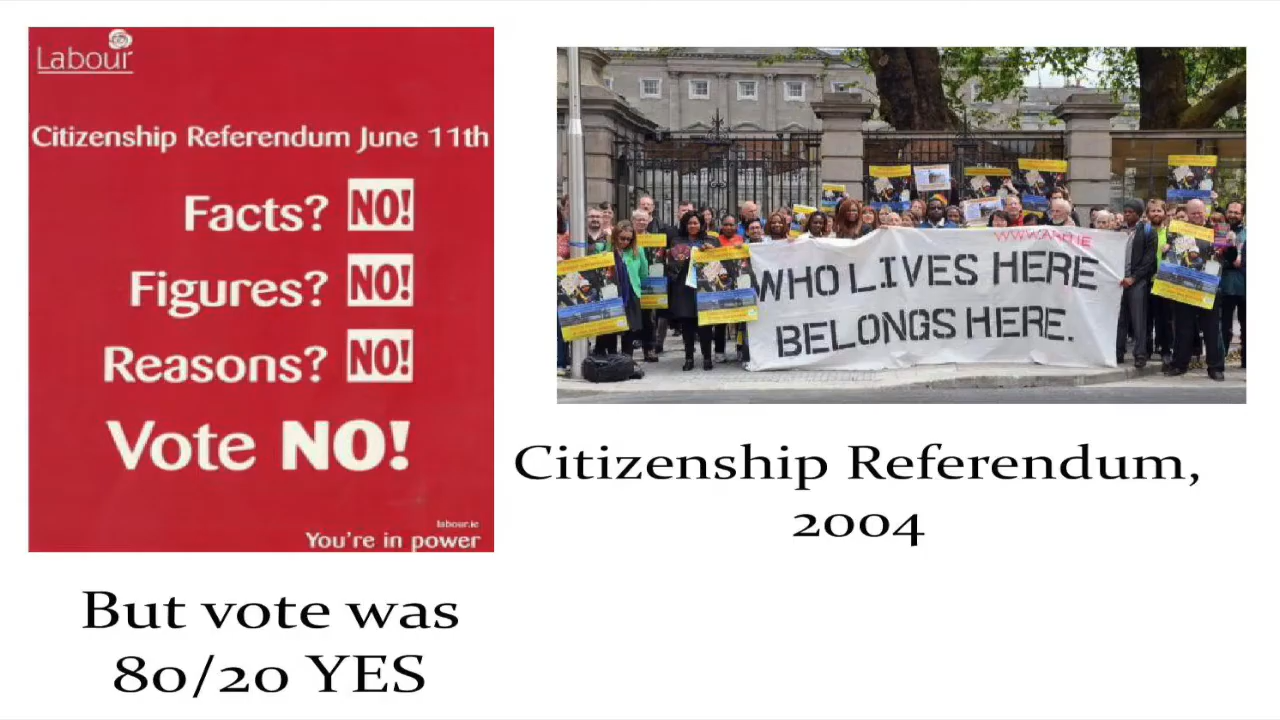 Labour
Citizenship Referendum June 11th
Facts? NO!
Figures? NO!
Reasons? NO!
Vote NO!
labour.ie
You're in power
WHO LIVES HERE
BELONGS HERE.
Citizenship Referendum,
2004
But vote was
80/20 YES